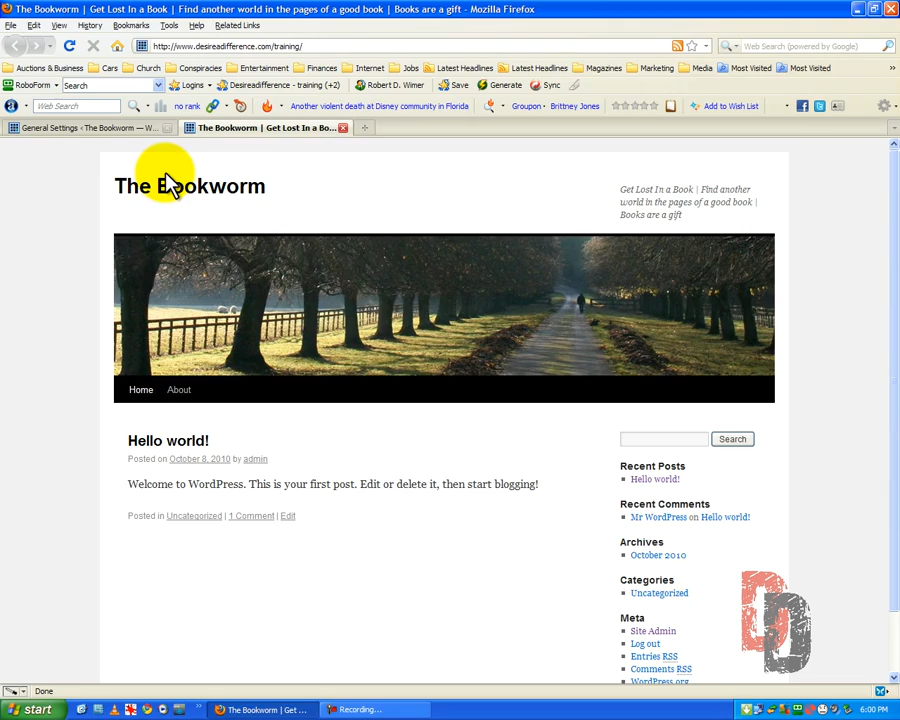 The Bookworm | Get Lost In a Book | Find another world in the pages of a good book | Books are a gift - Mozilla Firefox
File Edit View History Bookmarks Tools Help Related Links
http://www.desireadifference.com/training/
Web Search (powered by Google)
Auctions & Business Cars Church Conspiracies Entertainment Finances Internet Jobs Latest Headlines Latest Headlines Magazines Marketing Media Most Visited Most Visited
RoboForm Search Logins Desireadifference - training (+2) Robert D. Wimer Save Generate Sync
Web Search no rank Another violent death at Disney community in Florida Groupon Brittney Jones Add to Wish List
General Settings ‹ The Bookworm — W...
The Bookworm | Get Lost In a Bo...
The Bookworm
Get Lost In a Book | Find another
world in the pages of a good book |
Books are a gift
Home About
Hello world!
Posted on October 8, 2010 by admin
Welcome to WordPress. This is your first post. Edit or delete it, then start blogging!
Posted in Uncategorized | 1 Comment | Edit
Search
Recent Posts
Hello world!
Recent Comments
Mr WordPress on Hello world!
Archives
October 2010
Categories
Uncategorized
Meta
Site Admin
Log out
Entries RSS
Comments RSS
WordPress.org
DD
Done
start
The Bookworm | Get ...
Recording...
6:00 PM